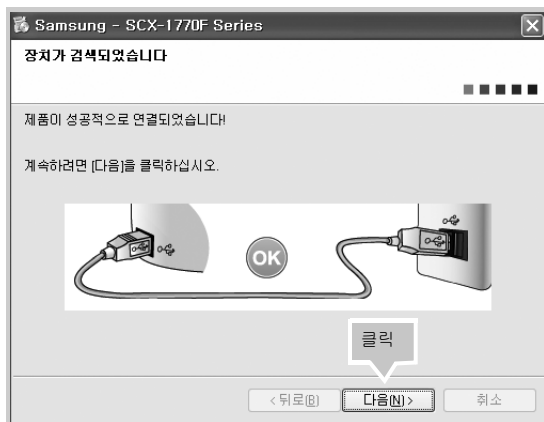 Samsung - SCX-1770F Series
장치가 검색되었습니다
제품이 성공적으로 연결되었습니다!
계속하려면 [다음]을 클릭하십시오.
OK
클릭
< 뒤로(B)
다음(N) >
취소